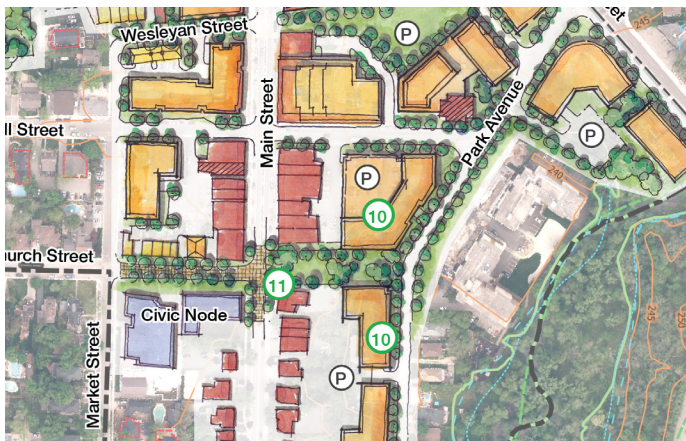 Wesleyan Street
P
Street
245
Main Street
ll Street
Park Avenue
P
P
240
10
urch Street
11
Civic Node
10
Market Street
P
245
250